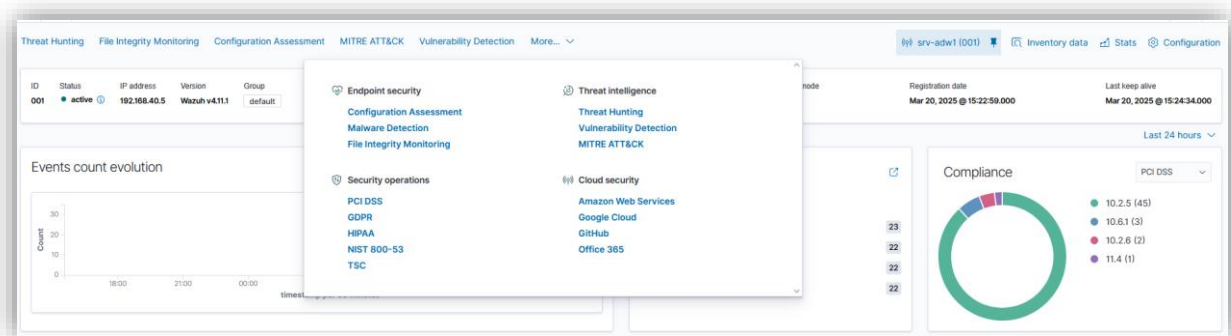 Threat Hunting File Integrity Monitoring Configuration Assessment MITRE ATT&CK Vulnerability Detection More... srv-adw1 (001) Inventory data Stats Configuration
ID Status IP address Version Group node Registration date Last keep alive
001 active 192.168.40.5 Wazuh v4.11.1 default Mar 20, 2025 @ 15:22:59.000 Mar 20, 2025 @ 15:24:34.000
Endpoint security
Configuration Assessment
Malware Detection
File Integrity Monitoring
Threat intelligence
Threat Hunting
Vulnerability Detection
MITRE ATT&CK
Security operations
PCI DSS
GDPR
HIPAA
NIST 800-53
TSC
Cloud security
Amazon Web Services
Google Cloud
GitHub
Office 365
Last 24 hours
Events count evolution
Count
30
20
10
0
18:00 21:00 00:00
23
22
22
22
Compliance
PCI DSS
10.2.5 (45)
10.6.1 (3)
10.2.6 (2)
11.4 (1)